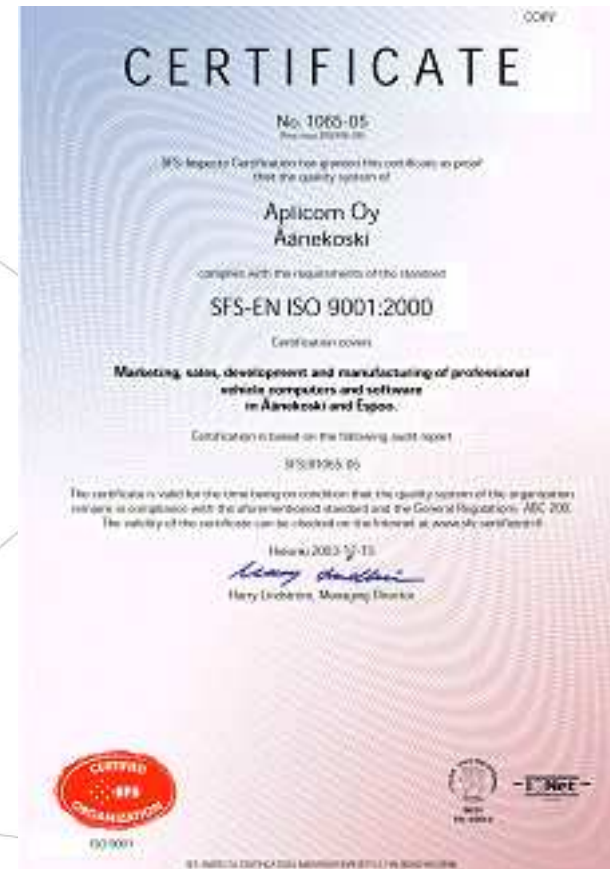 COPY
CERTIFICATE
No. 1065-05
SFS-Inspecta Certification has granted this certificate as proof
that the quality system of
Aplicom Oy
Äänekoski
complies with the requirements of the standard
SFS-EN ISO 9001:2000
Certification covers
Marketing, sales, development and manufacturing of professional
vehicle computers and software
in Äänekoski and Espoo.
Certification is based on the following audit report
The certificate is valid for the time being on condition that the quality system of the organization
remains in compliance with the aforementioned standard and the General Regulations ABC 200.
The validity of the certificate can be checked on the Internet at
Helsinki 2003-
Harry Lindström, Managing Director
CERTIFIED
SFS
ORGANIZATION
ISO 9001